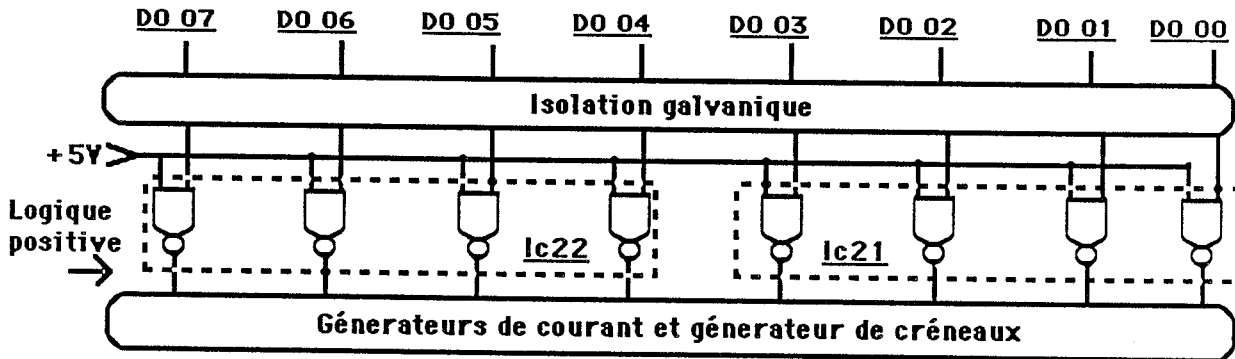 DO 07 DO 06 DO 05 DO 04 DO 03 DO 02 DO 01 DO 00
Isolation galvanique
+5V
Logique
positive
Ic22
Ic21
Génerateurs de courant et génerateur de créneaux